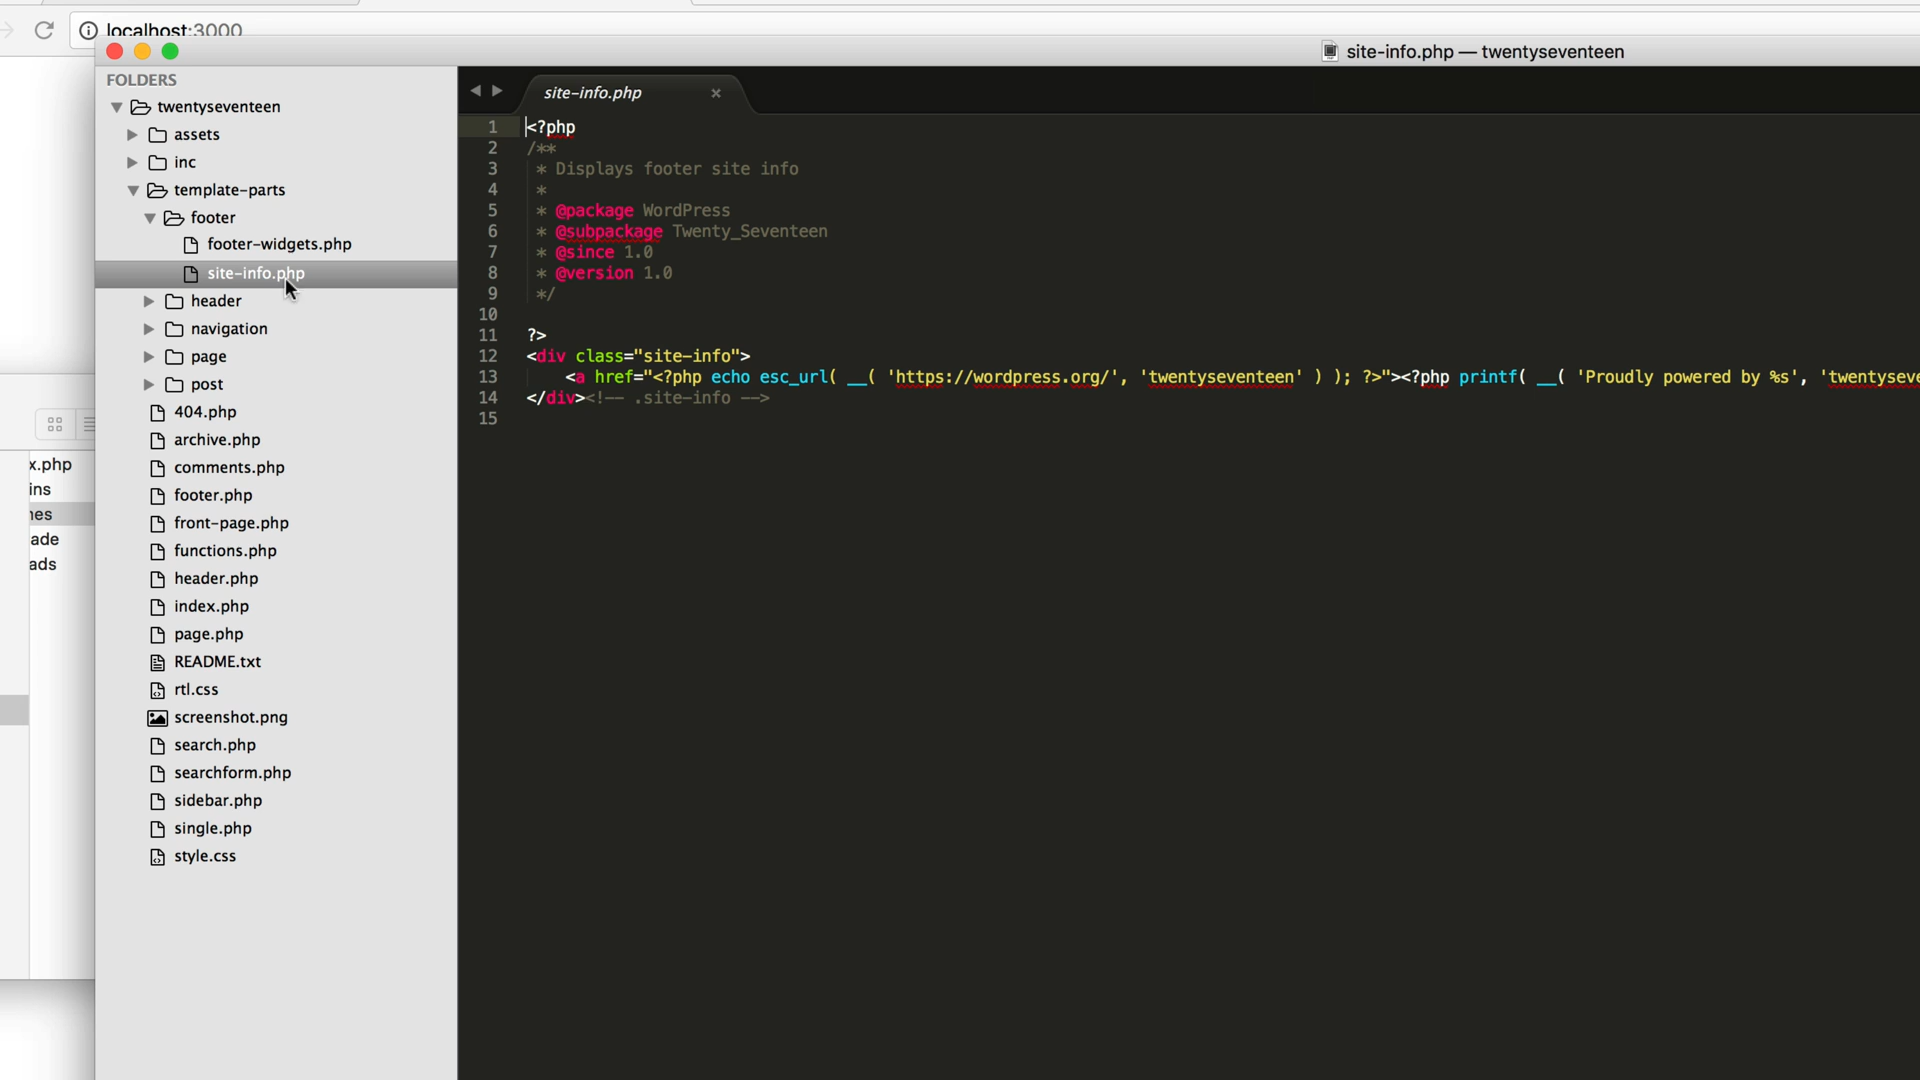 localhost:3000
site-info.php — twentyseventeen
FOLDERS
twentyseventeen
assets
inc
template-parts
footer
footer-widgets.php
site-info.php
header
navigation
page
post
404.php
archive.php
comments.php
footer.php
front-page.php
functions.php
header.php
index.php
page.php
README.txt
rtl.css
screenshot.png
search.php
searchform.php
sidebar.php
single.php
style.css
x.php
ins
nes
ade
ads
site-info.php ×
1 <?php
2 /**
3 * Displays footer site info
4 *
5 * @package WordPress
6 * @subpackage Twenty_Seventeen
7 * @since 1.0
8 * @version 1.0
9 */
10
11 ?>
12 <div class="site-info">
13 <a href="<?php echo esc_url( __( 'https://wordpress.org/', 'twentyseventeen' ) ); ?>"><?php printf( __( 'Proudly powered by %s', 'twentyseve
14 </div><!-- .site-info -->
15